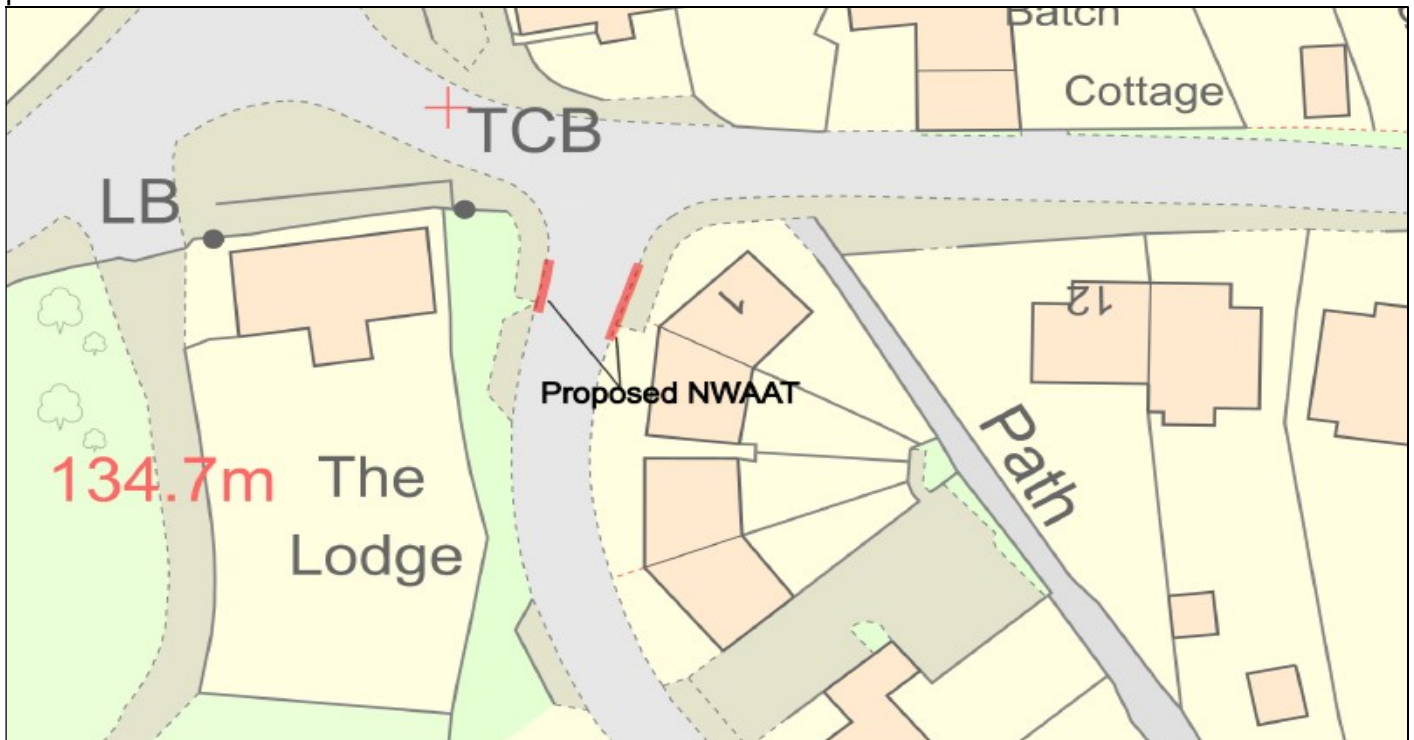 Batch
Cottage
TCB
LB
1
12
Proposed NWAAT
Path
134.7m
The
Lodge